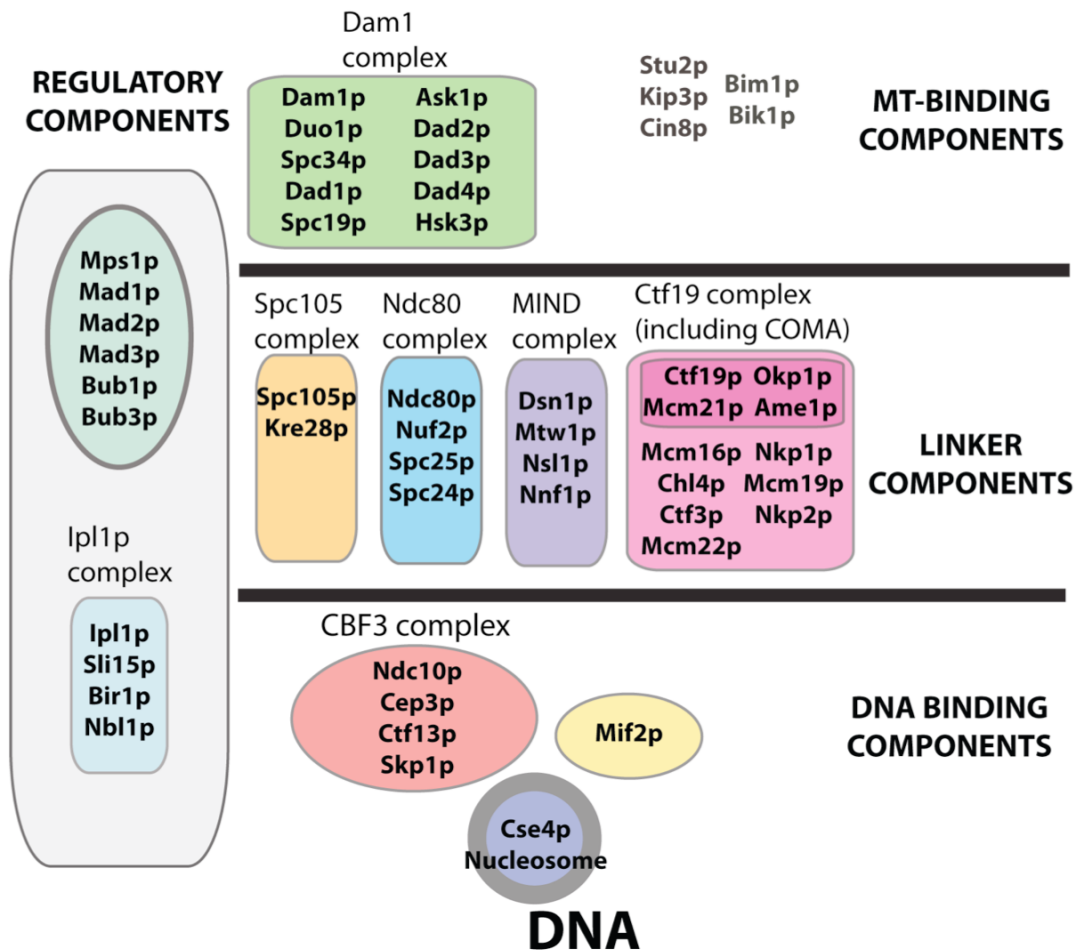 REGULATORY
COMPONENTS
Mps1p
Mad1p
Mad2p
Mad3p
Bub1p
Bub3p
Ipl1p
complex
Ipl1p
Sli15p
Bir1p
Nbl1p
Dam1
complex
Dam1p Ask1p
Duo1p Dad2p
Spc34p Dad3p
Dad1p Dad4p
Spc19p Hsk3p
Stu2p
Kip3p
Cin8p
Bim1p
Bik1p
MT-BINDING
COMPONENTS
Spc105
complex
Spc105p
Kre28p
Ndc80
complex
Ndc80p
Nuf2p
Spc25p
Spc24p
MIND
complex
Dsn1p
Mtw1p
Nsl1p
Nnf1p
Ctf19 complex
(including COMA)
Ctf19p Okp1p
Mcm21p Ame1p
Mcm16p Nkp1p
Chl4p Mcm19p
Ctf3p Nkp2p
Mcm22p
LINKER
COMPONENTS
CBF3 complex
Ndc10p
Cep3p
Ctf13p
Skp1p
Mif2p
Cse4p
Nucleosome
DNA
DNA BINDING
COMPONENTS